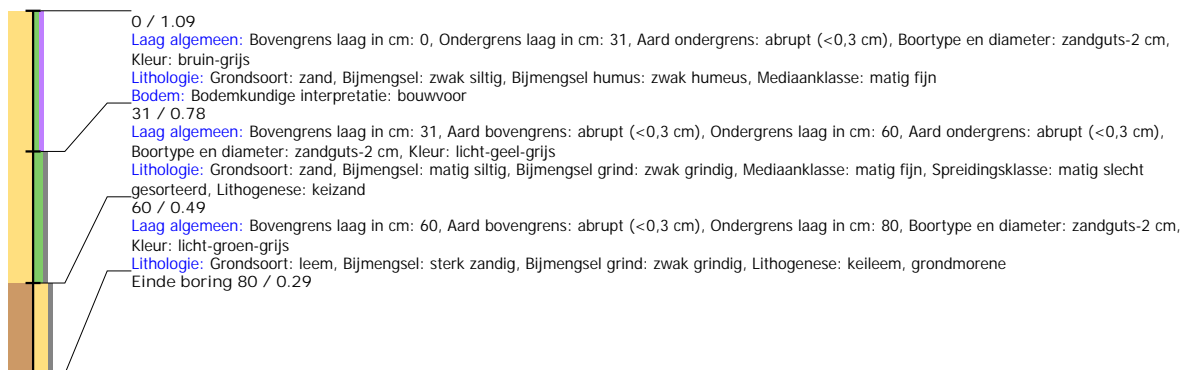 0 / 1.09
Laag algemeen: Bovengrens laag in cm: 0, Ondergrens laag in cm: 31, Aard ondergrens: abrupt (<0,3 cm), Boortype en diameter: zandguts-2 cm,
Kleur: bruin-grijs
Lithologie: Grondsoort: zand, Bijmengsel: zwak siltig, Bijmengsel humus: zwak humeus, Mediaanklasse: matig fijn
Bodem: Bodemkundige interpretatie: bouwvoor
31 / 0.78
Laag algemeen: Bovengrens laag in cm: 31, Aard bovengrens: abrupt (<0,3 cm), Ondergrens laag in cm: 60, Aard ondergrens: abrupt (<0,3 cm),
Boortype en diameter: zandguts-2 cm, Kleur: licht-geel-grijs
Lithologie: Grondsoort: zand, Bijmengsel: matig siltig, Bijmengsel grind: zwak grindig, Mediaanklasse: matig fijn, Spreidingsklasse: matig slecht
gesorteerd, Lithogenese: keizand
60 / 0.49
Laag algemeen: Bovengrens laag in cm: 60, Aard bovengrens: abrupt (<0,3 cm), Ondergrens laag in cm: 80, Boortype en diameter: zandguts-2 cm,
Kleur: licht-groen-grijs
Lithologie: Grondsoort: leem, Bijmengsel: sterk zandig, Bijmengsel grind: zwak grindig, Lithogenese: keileem, grondmorene
Einde boring 80 / 0.29